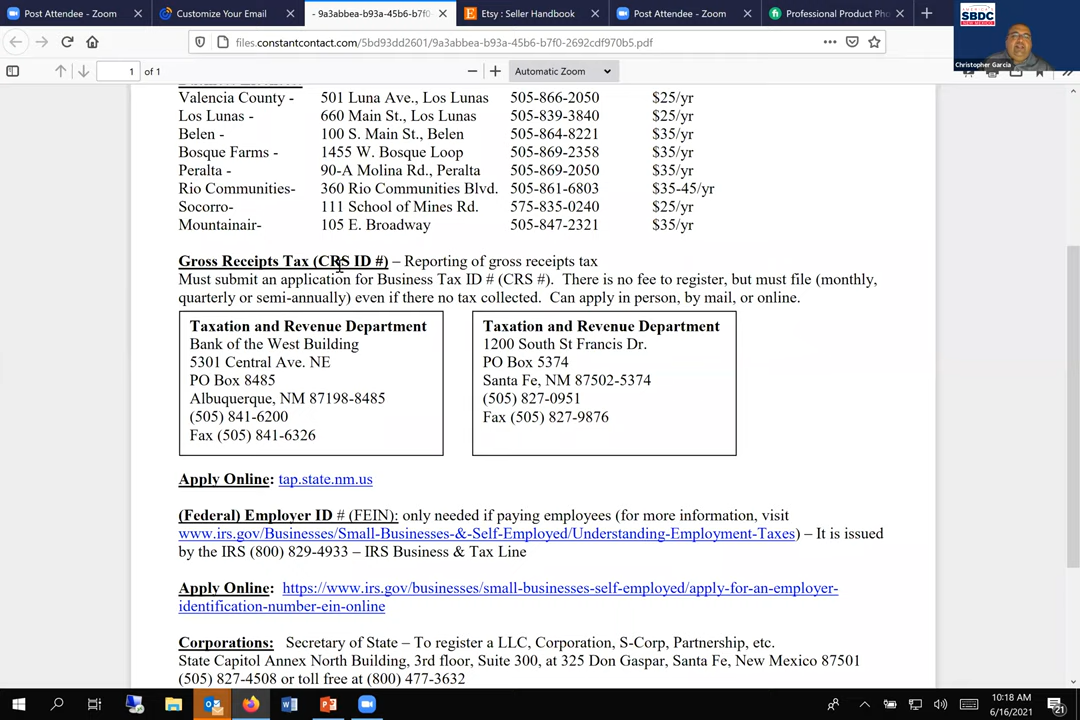 Post Attendee - Zoom
Customize Your Email
- 9a3abbea-b93a-45b6-b7f0
Etsy : Seller Handbook
Post Attendee - Zoom
Professional Product Pho
AMERICA'S
SBDC
NEW MEXICO
Christopher Garcia
files.constantcontact.com/5bd93dd2601/9a3abbea-b93a-45b6-b7f0-2692cdf970b5.pdf
1 of 1
Automatic Zoom
Valencia County - 501 Luna Ave., Los Lunas 505-866-2050 $25/yr
Los Lunas - 660 Main St., Los Lunas 505-839-3840 $25/yr
Belen - 100 S. Main St., Belen 505-864-8221 $35/yr
Bosque Farms - 1455 W. Bosque Loop 505-869-2358 $35/yr
Peralta - 90-A Molina Rd., Peralta 505-869-2050 $35/yr
Rio Communities- 360 Rio Communities Blvd. 505-861-6803 $35-45/yr
Socorro- 111 School of Mines Rd. 575-835-0240 $25/yr
Mountainair- 105 E. Broadway 505-847-2321 $35/yr
Gross Receipts Tax (CRS ID #) – Reporting of gross receipts tax
Must submit an application for Business Tax ID # (CRS #). There is no fee to register, but must file (monthly,
quarterly or semi-annually) even if there no tax collected. Can apply in person, by mail, or online.
Taxation and Revenue Department
Bank of the West Building
5301 Central Ave. NE
PO Box 8485
Albuquerque, NM 87198-8485
(505) 841-6200
Fax (505) 841-6326
Taxation and Revenue Department
1200 South St Francis Dr.
PO Box 5374
Santa Fe, NM 87502-5374
(505) 827-0951
Fax (505) 827-9876
Apply Online: tap.state.nm.us
(Federal) Employer ID # (FEIN): only needed if paying employees (for more information, visit
www.irs.gov/Businesses/Small-Businesses-&-Self-Employed/Understanding-Employment-Taxes) – It is issued
by the IRS (800) 829-4933 – IRS Business & Tax Line
Apply Online: https://www.irs.gov/businesses/small-businesses-self-employed/apply-for-an-employer-
identification-number-ein-online
Corporations: Secretary of State – To register a LLC, Corporation, S-Corp, Partnership, etc.
State Capitol Annex North Building, 3rd floor, Suite 300, at 325 Don Gaspar, Santa Fe, New Mexico 87501
(505) 827-4508 or toll free at (800) 477-3632
10:18 AM
6/16/2021
21